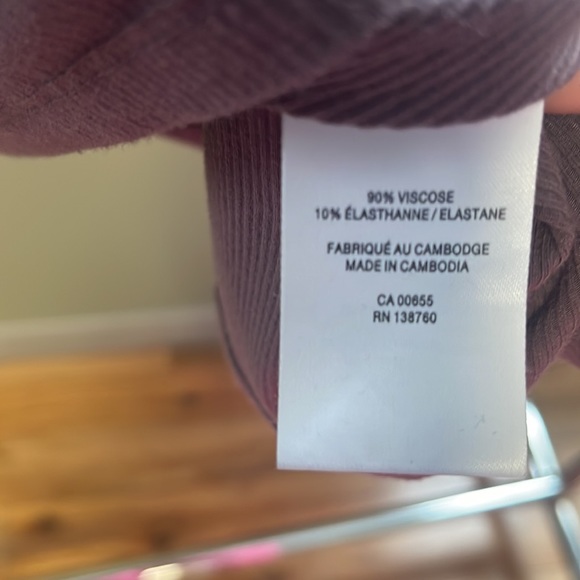 90% VISCOSE
10% ÉLASTHANNE / ELASTANE
FABRIQUÉ AU CAMBODGE
MADE IN CAMBODIA
CA 00655
RN 138760